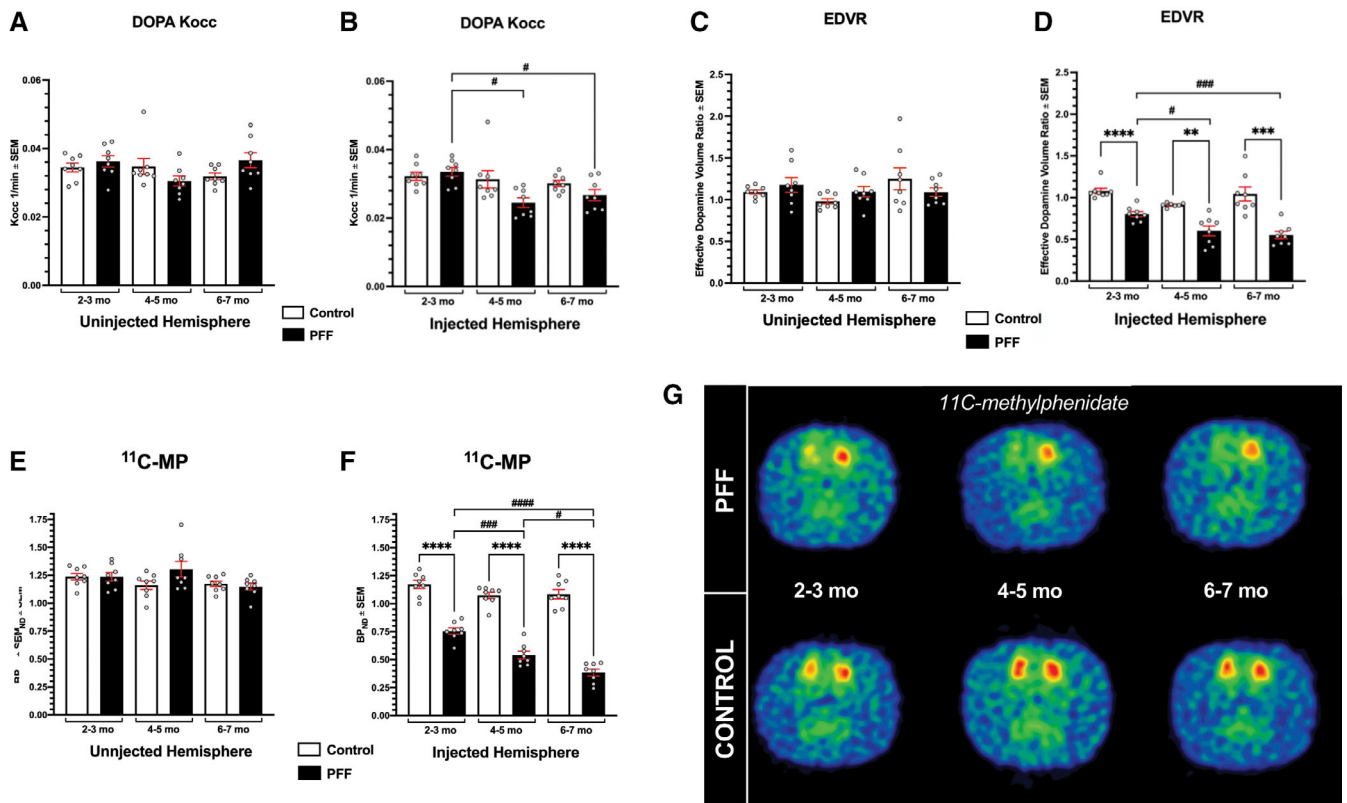 A
DOPA Kocc
Kocc 1/min ± SEM
0.06
0.04
0.02
0.00
2-3 mo
4-5 mo
6-7 mo
Uninjected Hemisphere
B
DOPA Kocc
Kocc 1/min ± SEM
0.06
0.04
0.02
0.00
#
#
2-3 mo
4-5 mo
6-7 mo
Injected Hemisphere
Control
PFF
C
EDVR
Effective Dopamine Volume Ratio ± SEM
2.5
2.0
1.5
1.0
0.5
0.0
2-3 mo
4-5 mo
6-7 mo
Uninjected Hemisphere
D
EDVR
Effective Dopamine Volume Ratio ± SEM
2.5
2.0
1.5
1.0
0.5
0.0
###
#
****
**
***
2-3 mo
4-5 mo
6-7 mo
Injected Hemisphere
Control
PFF
E
11C-MP
1.75
1.50
1.25
1.00
0.75
0.50
0.25
0.00
2-3 mo
4-5 mo
6-7 mo
Unnjected Hemisphere
F
11C-MP
BPND ± SEM
1.75
1.50
1.25
1.00
0.75
0.50
0.25
0.00
####
###
#
****
****
****
2-3 mo
4-5 mo
6-7 mo
Injected Hemisphere
Control
PFF
G
11C-methylphenidate
PFF
2-3 mo
4-5 mo
6-7 mo
CONTROL